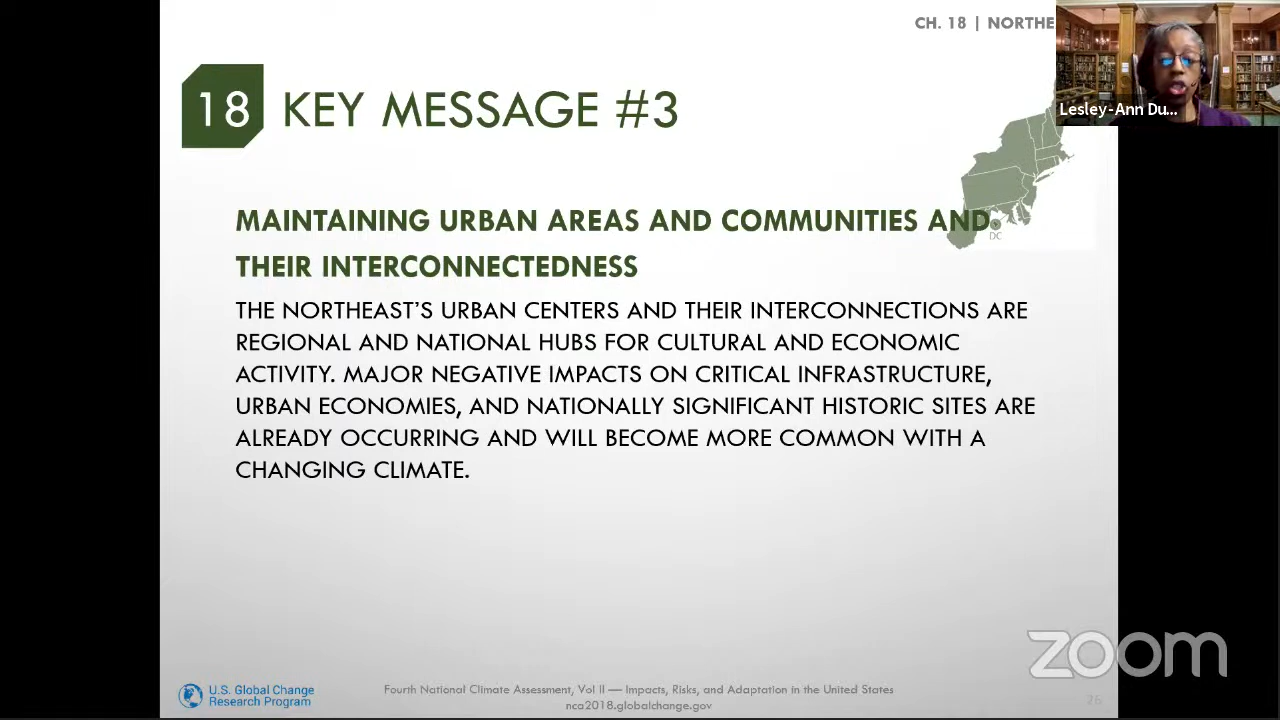 CH. 18 | NORTHE
Lesley-Ann Du...
18 KEY MESSAGE #3
MAINTAINING URBAN AREAS AND COMMUNITIES AND
THEIR INTERCONNECTEDNESS
DC
THE NORTHEAST'S URBAN CENTERS AND THEIR INTERCONNECTIONS ARE
REGIONAL AND NATIONAL HUBS FOR CULTURAL AND ECONOMIC
ACTIVITY. MAJOR NEGATIVE IMPACTS ON CRITICAL INFRASTRUCTURE,
URBAN ECONOMIES, AND NATIONALLY SIGNIFICANT HISTORIC SITES ARE
ALREADY OCCURRING AND WILL BECOME MORE COMMON WITH A
CHANGING CLIMATE.
zoom
U.S. Global Change
Research Program
Fourth National Climate Assessment, Vol II — Impacts, Risks, and Adaptation in the United States
nca2018.globalchange.gov
26